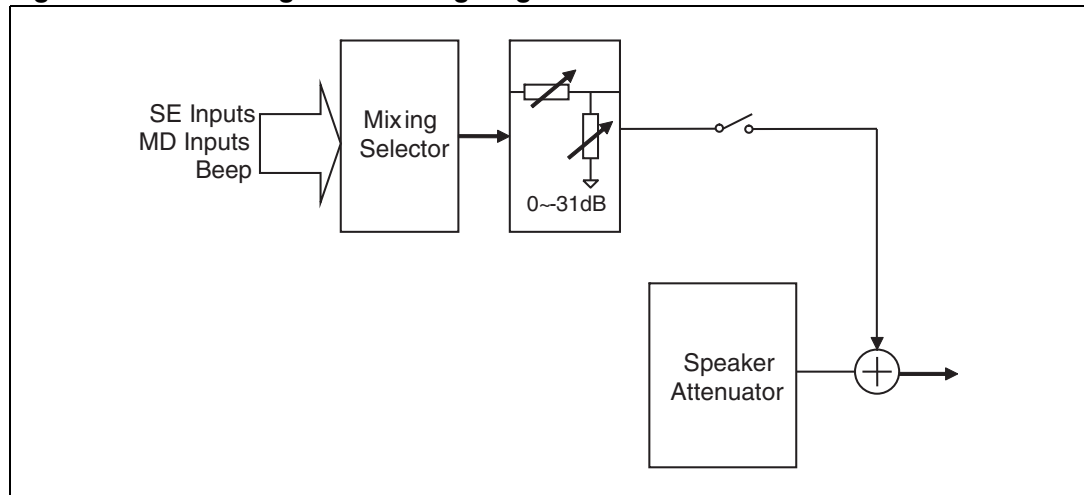 SE Inputs
MD Inputs
Beep
Mixing
Selector
0~-31dB
Speaker
Attenuator